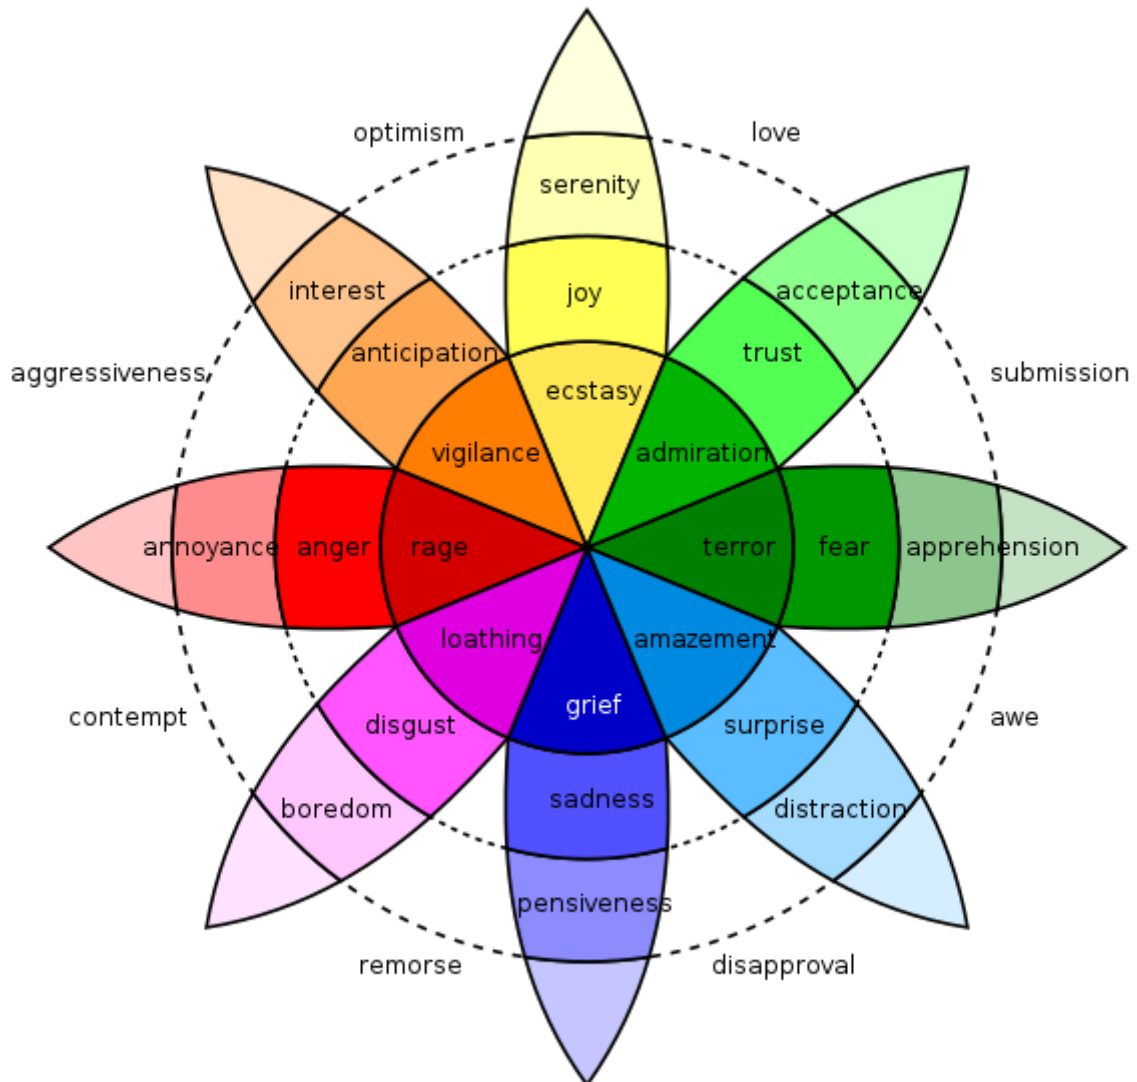 optimism
love
serenity
interest
joy
acceptance
anticipation
trust
aggressiveness
submission
ecstasy
vigilance
admiration
annoyance
anger
rage
terror
fear
apprehension
loathing
amazement
grief
contempt
disgust
surprise
awe
sadness
boredom
distraction
pensiveness
remorse
disapproval